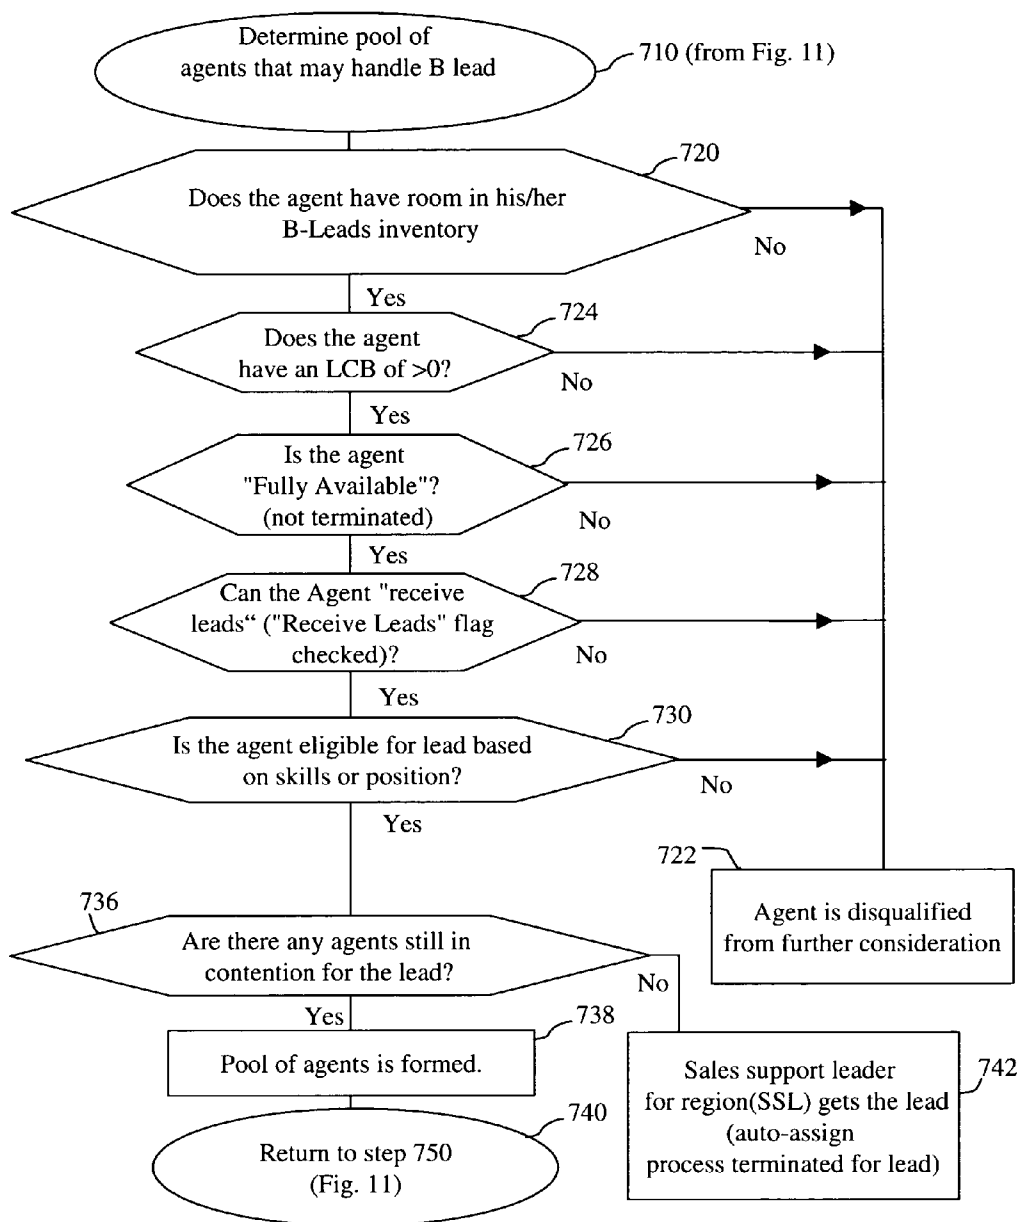 Determine pool of
agents that may handle B lead
710 (from Fig. 11)
720
Does the agent have room in his/her
B-Leads inventory
No
Yes
724
Does the agent
have an LCB of >0?
No
Yes
726
Is the agent
"Fully Available"?
(not terminated)
No
Yes
728
Can the Agent "receive
leads“ ("Receive Leads" flag
checked)?
No
Yes
730
Is the agent eligible for lead based
on skills or position?
No
Yes
722
Agent is disqualified
from further consideration
736
Are there any agents still in
contention for the lead?
No
Yes
738
Pool of agents is formed.
742
Sales support leader
for region(SSL) gets the lead
(auto-assign
process terminated for lead)
740
Return to step 750
(Fig. 11)